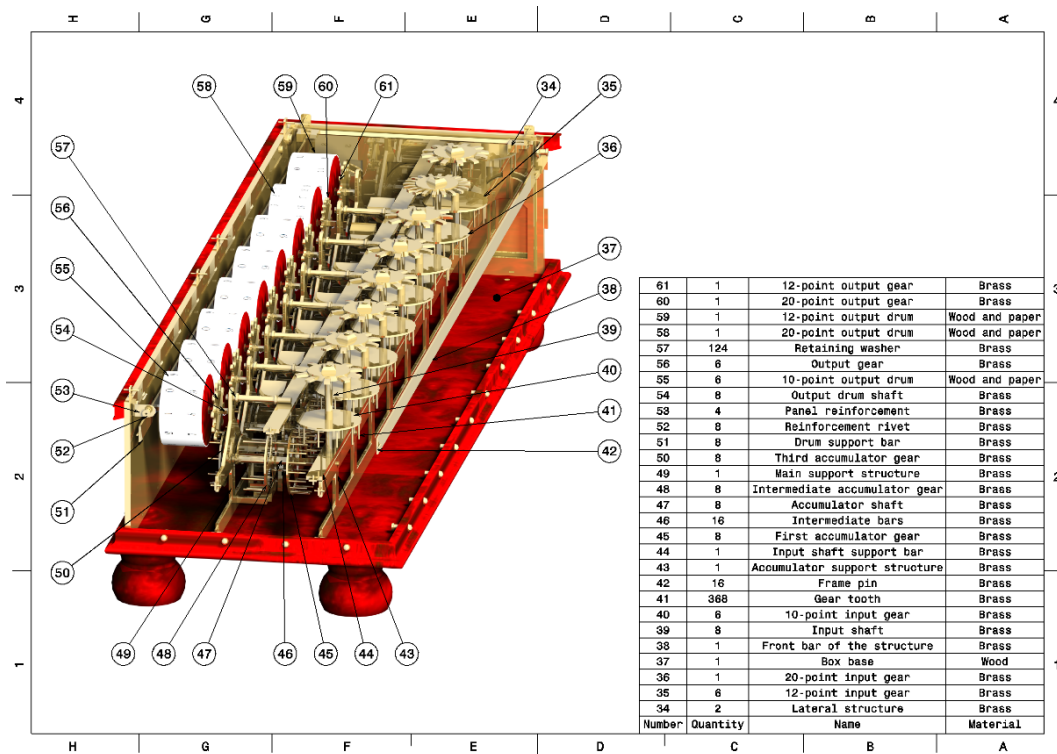 H G F E D C B A
4 4
58 59 60 61 34 35
57 36
56
55 37
54 38
3 3
39
53 40
52 41
51 42
2 2
50
49 48 47 46 45 44 43
1 1
61 1 12-point output gear Brass
60 1 20-point output gear Brass
59 1 12-point output drum Wood and paper
58 1 20-point output drum Wood and paper
57 124 Retaining washer Brass
56 6 Output gear Brass
55 6 10-point output drum Wood and paper
54 8 Output drum shaft Brass
53 4 Panel reinforcement Brass
52 8 Reinforcement rivet Brass
51 8 Drum support bar Brass
50 8 Third accumulator gear Brass
49 1 Main support structure Brass
48 8 Intermediate accumulator gear Brass
47 8 Accumulator shaft Brass
46 16 Intermediate bars Brass
45 8 First accumulator gear Brass
44 1 Input shaft support bar Brass
43 1 Accumulator support structure Brass
42 16 Frame pin Brass
41 368 Gear tooth Brass
40 6 10-point input gear Brass
39 8 Input shaft Brass
38 1 Front bar of the structure Brass
37 1 Box base Wood
36 1 20-point input gear Brass
35 6 12-point input gear Brass
34 2 Lateral structure Brass
Number Quantity Name Material
H G F E D C B A